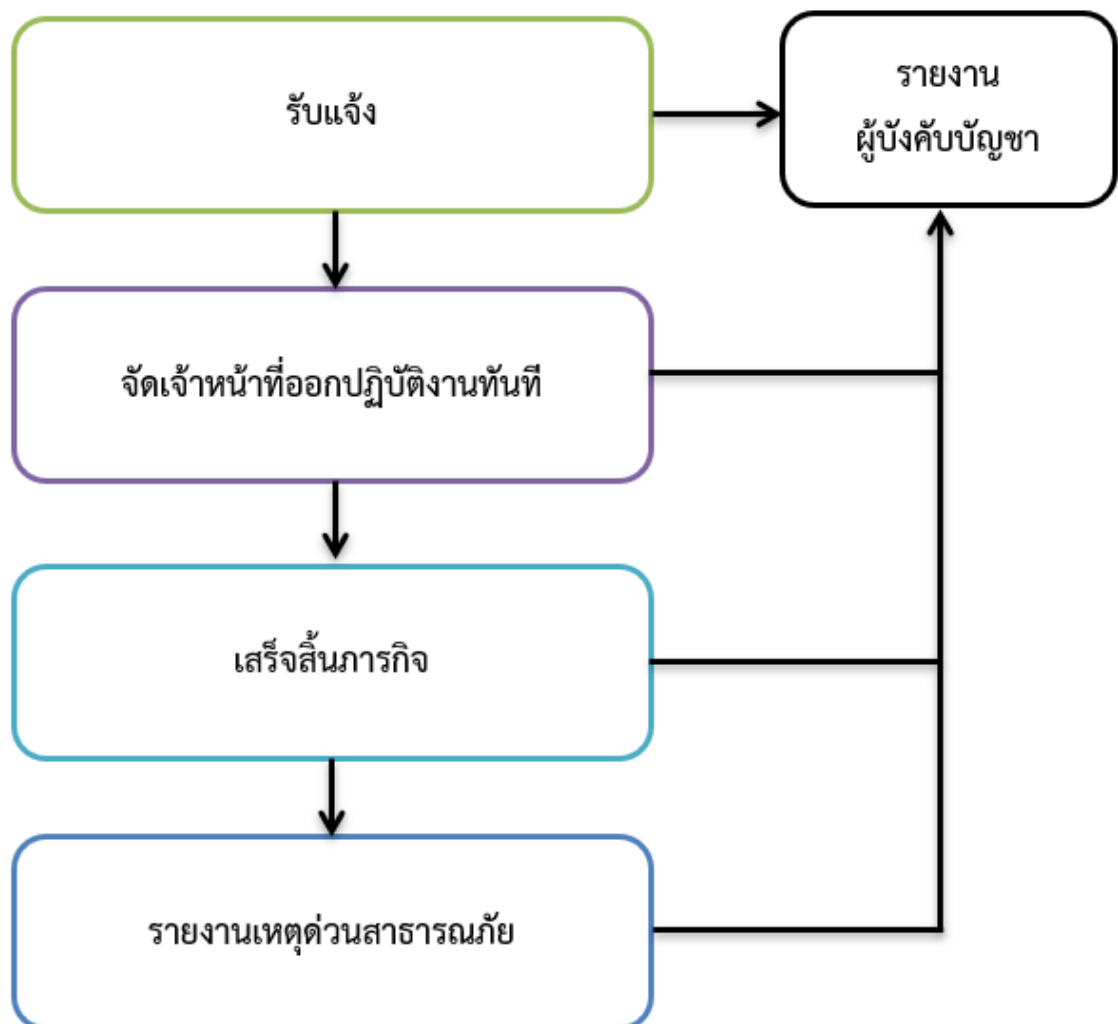 รับแจ้ง
รายงาน
ผู้บังคับบัญชา
จัดเจ้าหน้าที่ออกปฏิบัติงานทันที
เสร็จสิ้นภารกิจ
รายงานเหตุด่วนสาธารณภัย